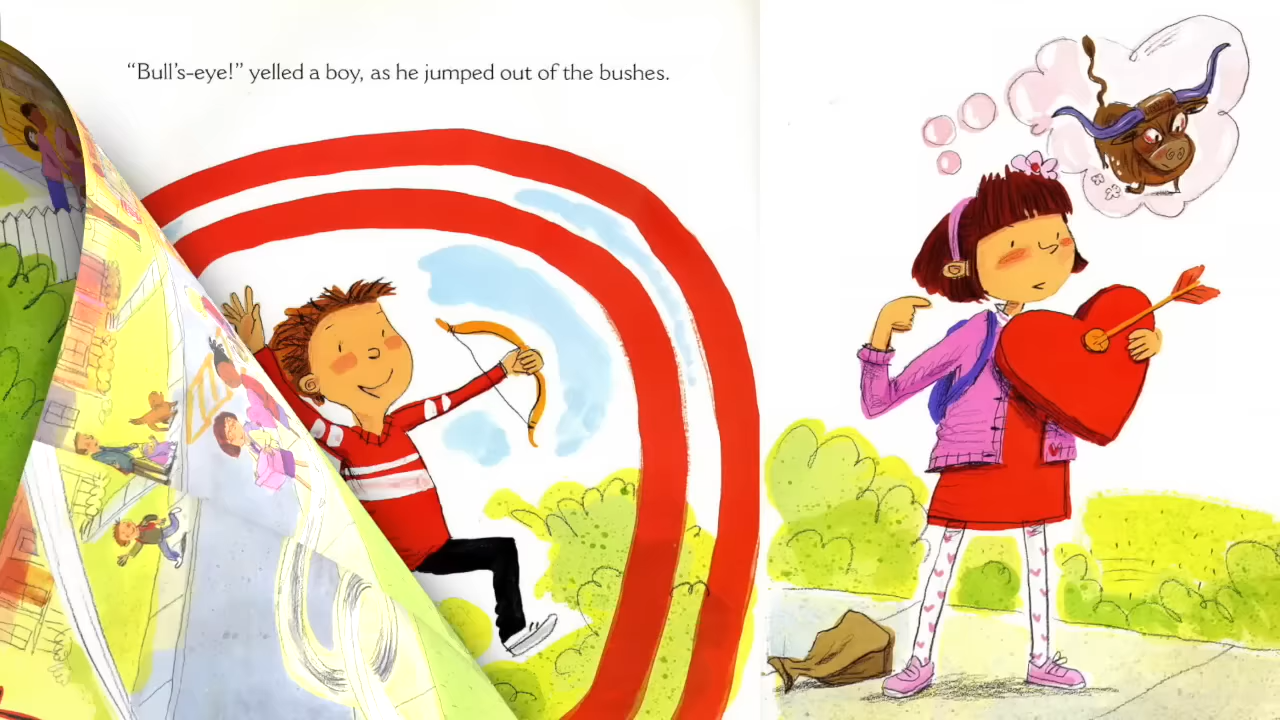 “Bull’s-eye!” yelled a boy, as he jumped out of the bushes.